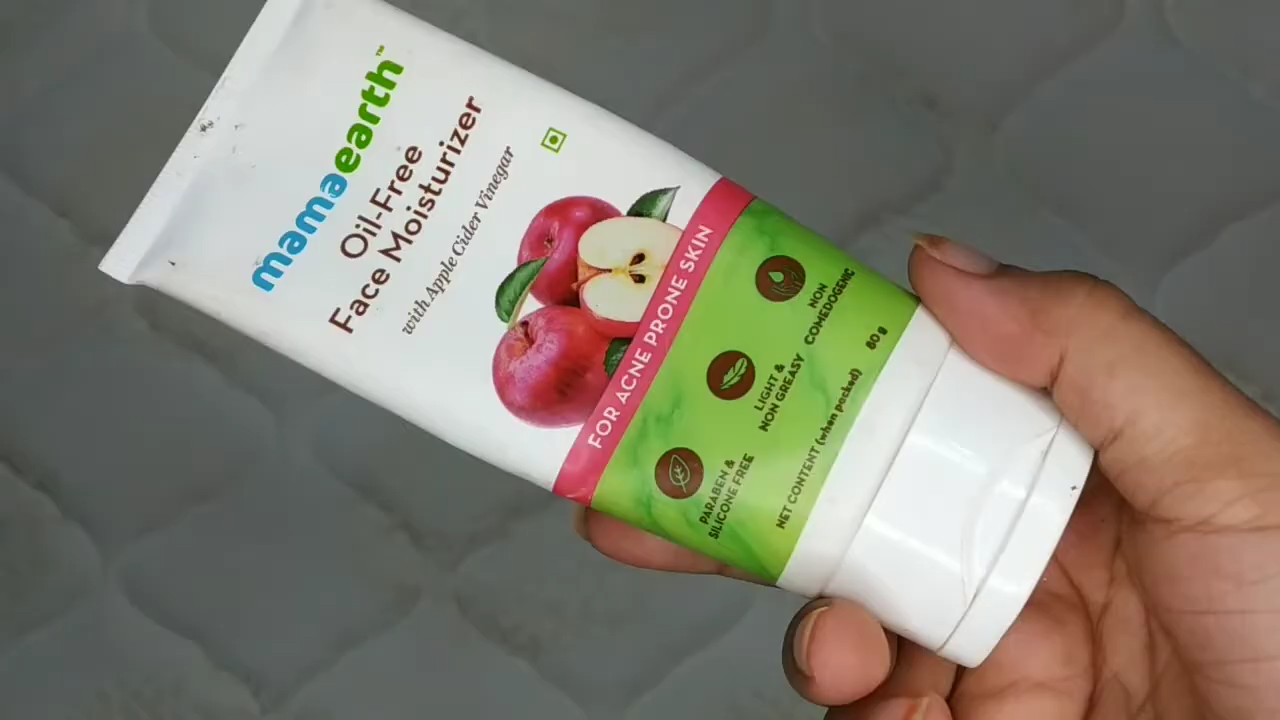 mamaearth™
Oil-Free
Face Moisturizer
with Apple Cider Vinegar
FOR ACNE PRONE SKIN
NON
COMEDOGENIC
LIGHT &
NON GREASY
PARABEN &
SILICONE FREE
NET CONTENT (when packed) 80 g